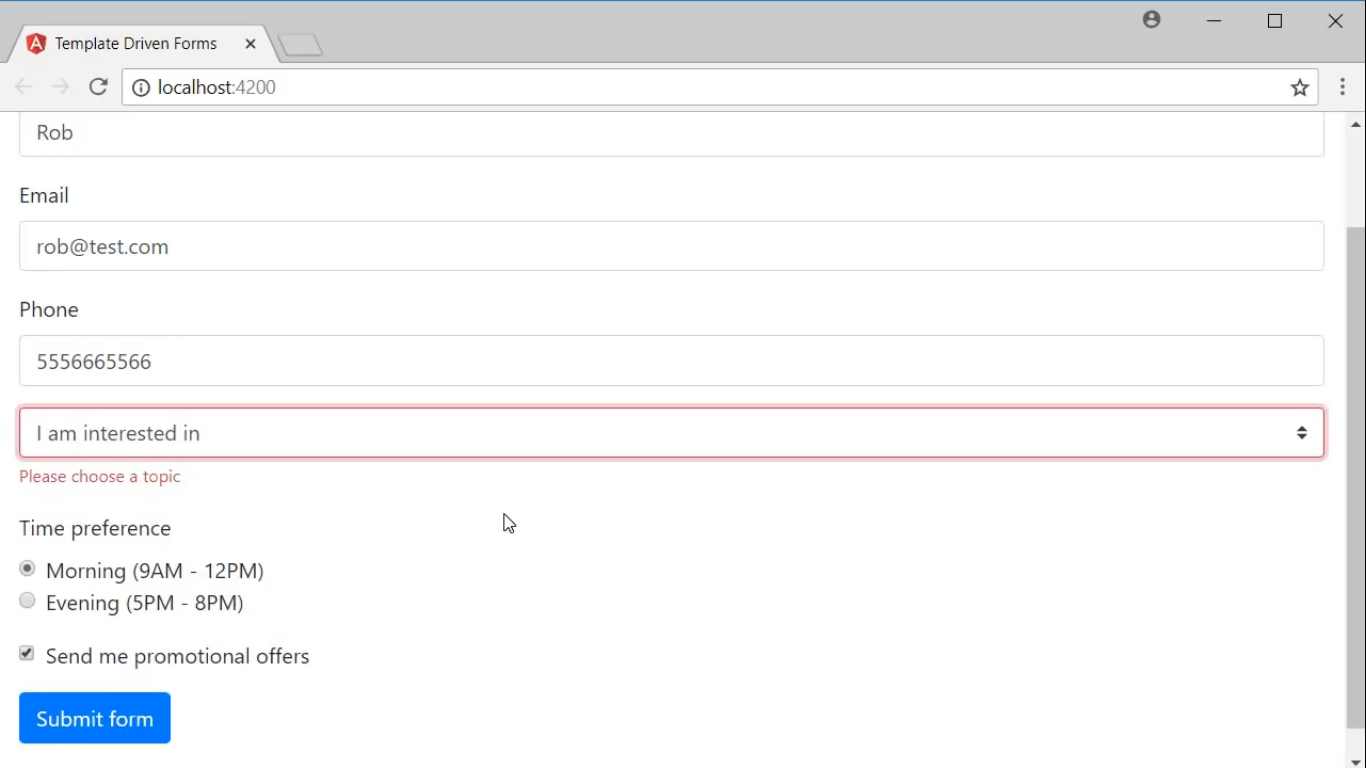 Template Driven Forms
localhost:4200
Rob
Email
rob@test.com
Phone
5556665566
I am interested in
Please choose a topic
Time preference
Morning (9AM - 12PM)
Evening (5PM - 8PM)
Send me promotional offers
Submit form